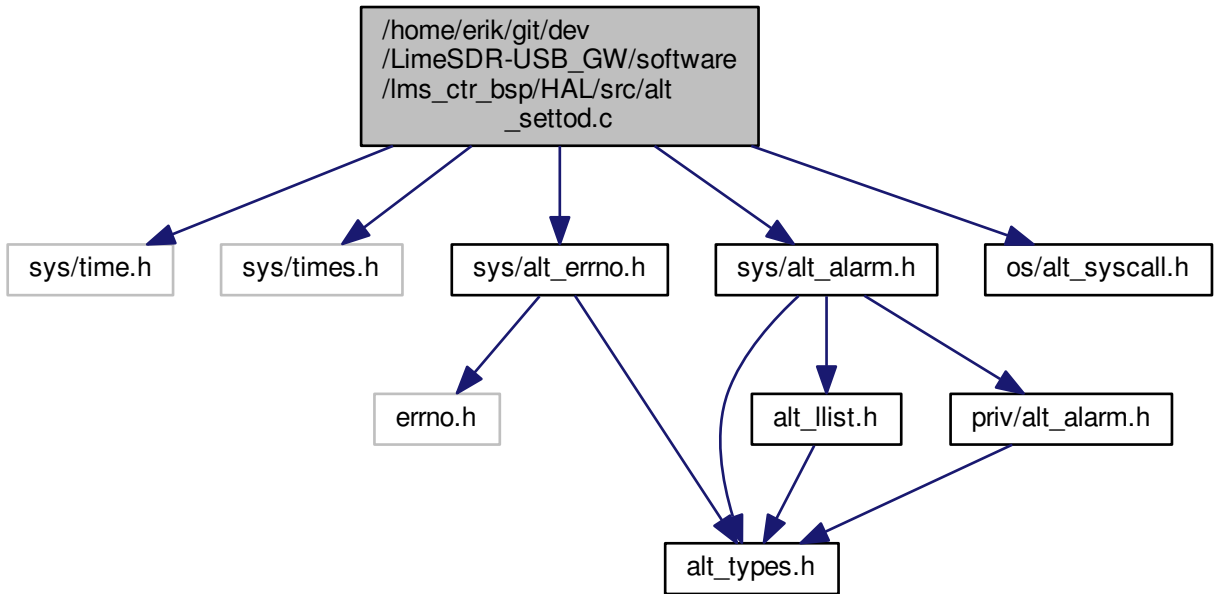 /home/erik/git/dev
/LimeSDR-USB_GW/software
/lms_ctr_bsp/HAL/src/alt
_settod.c
sys/time.h
sys/times.h
sys/alt_errno.h
sys/alt_alarm.h
os/alt_syscall.h
errno.h
alt_llist.h
priv/alt_alarm.h
alt_types.h